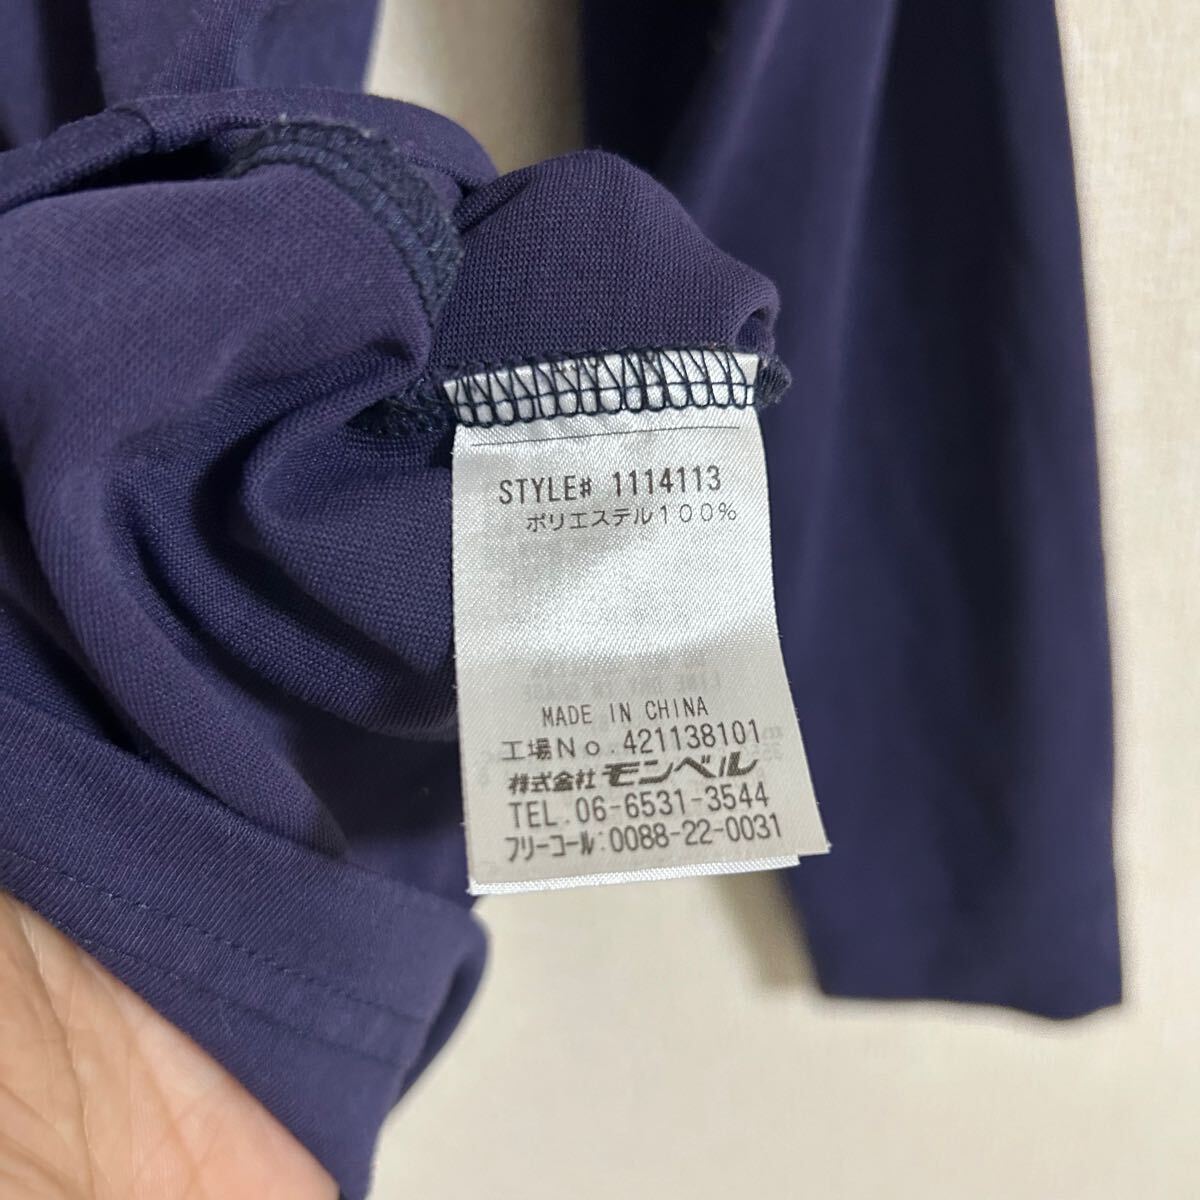 STYLE# 1114113
ポリエステル100%
MADE IN CHINA
工場No.421138101
株式会社モンベル
TEL.06-6531-3544
フリーコール:0088-22-0031